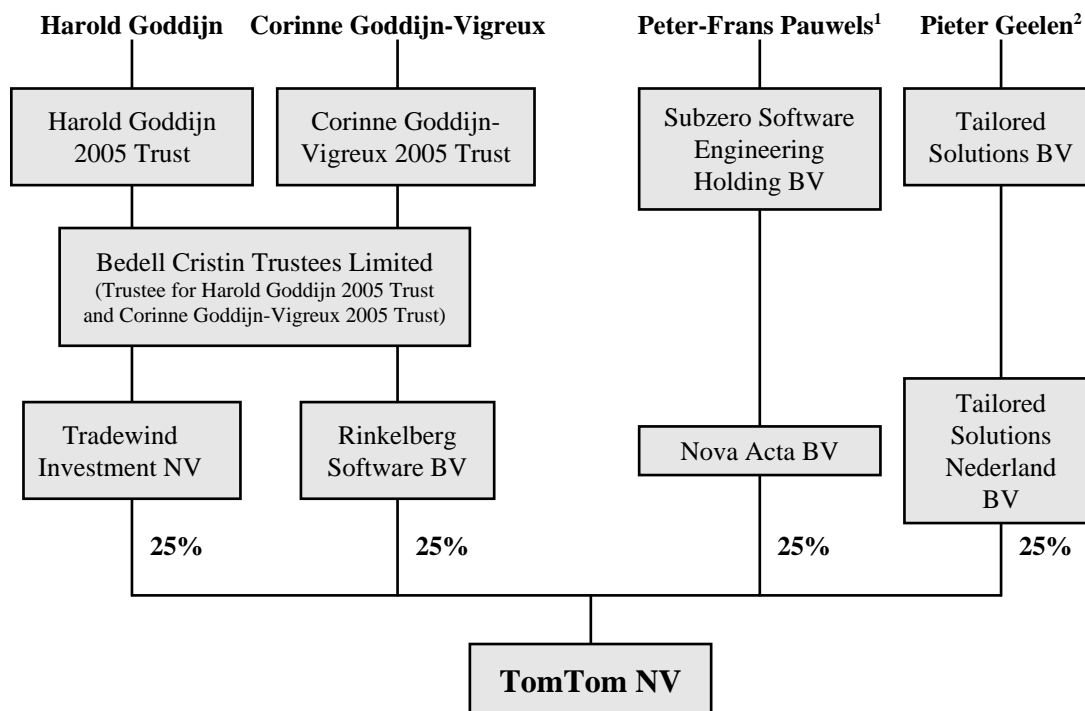 Harold Goddijn
Corinne Goddijn-Vigreux
Peter-Frans Pauwels¹
Pieter Geelen²
Harold Goddijn
2005 Trust
Corinne Goddijn-
Vigreux 2005 Trust
Subzero Software
Engineering
Holding BV
Tailored
Solutions BV
Bedell Cristin Trustees Limited
(Trustee for Harold Goddijn 2005 Trust
and Corinne Goddijn-Vigreux 2005 Trust)
Tradewind
Investment NV
Rinkelberg
Software BV
Nova Acta BV
Tailored
Solutions
Nederland
BV
25%
25%
25%
25%
TomTom NV